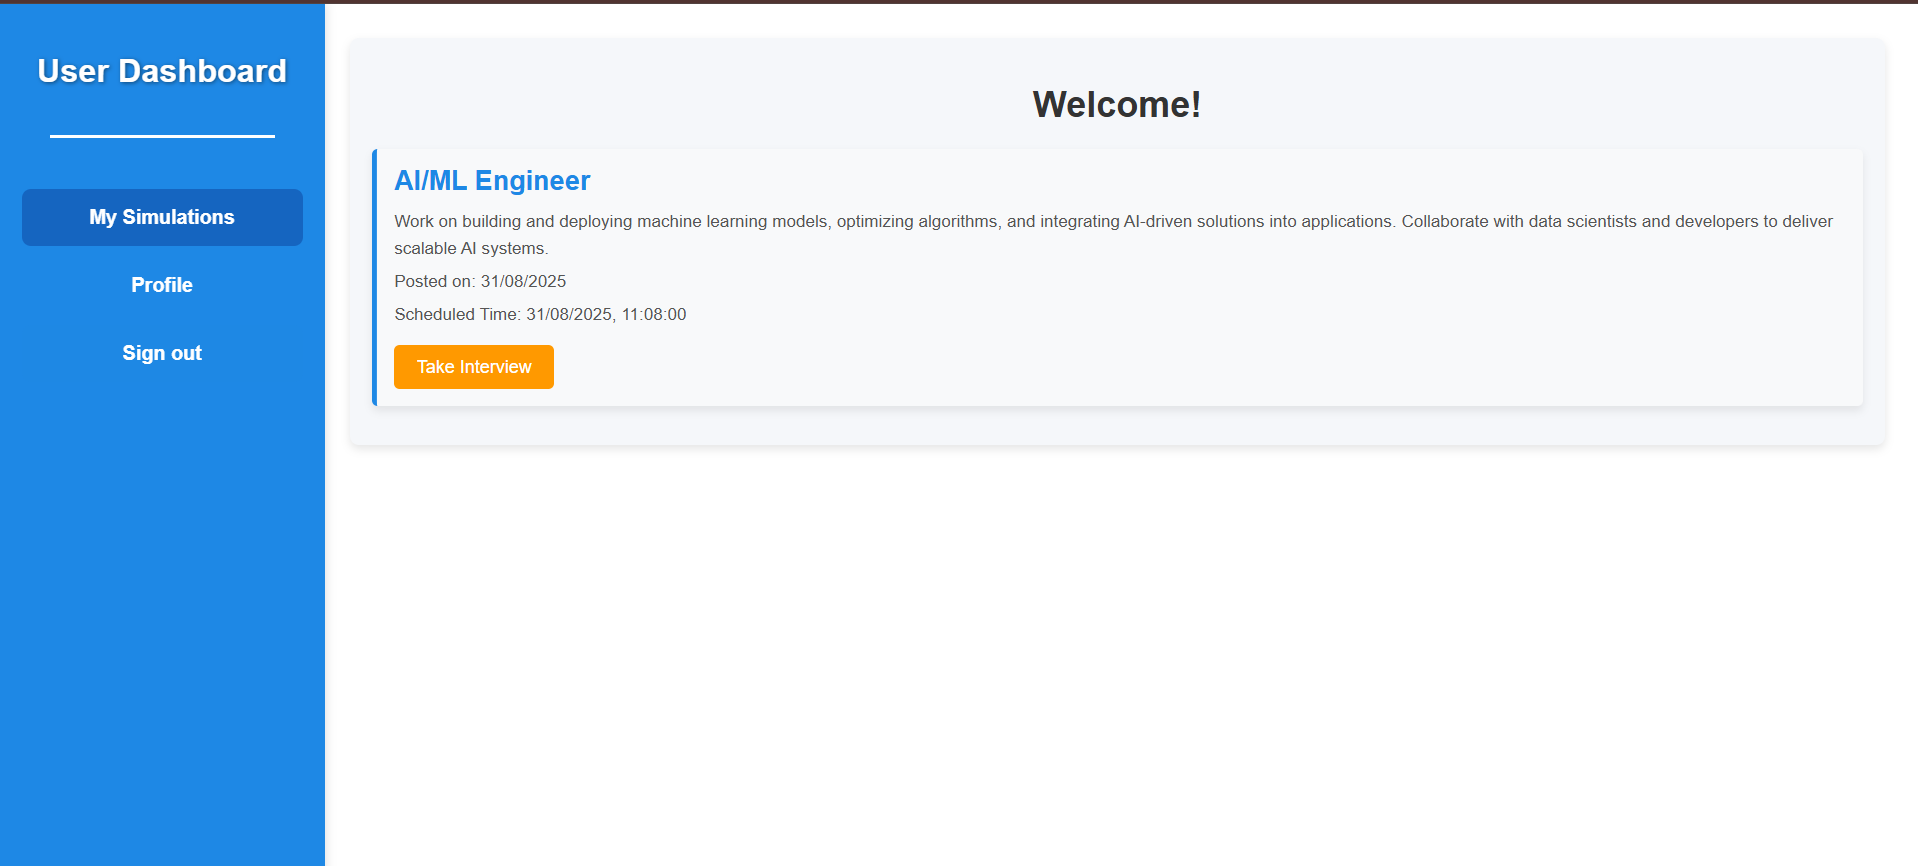 User Dashboard
My Simulations
Profile
Sign out
Welcome!
AI/ML Engineer
Work on building and deploying machine learning models, optimizing algorithms, and integrating AI-driven solutions into applications. Collaborate with data scientists and developers to deliver
scalable AI systems.
Posted on: 31/08/2025
Scheduled Time: 31/08/2025, 11:08:00
Take Interview